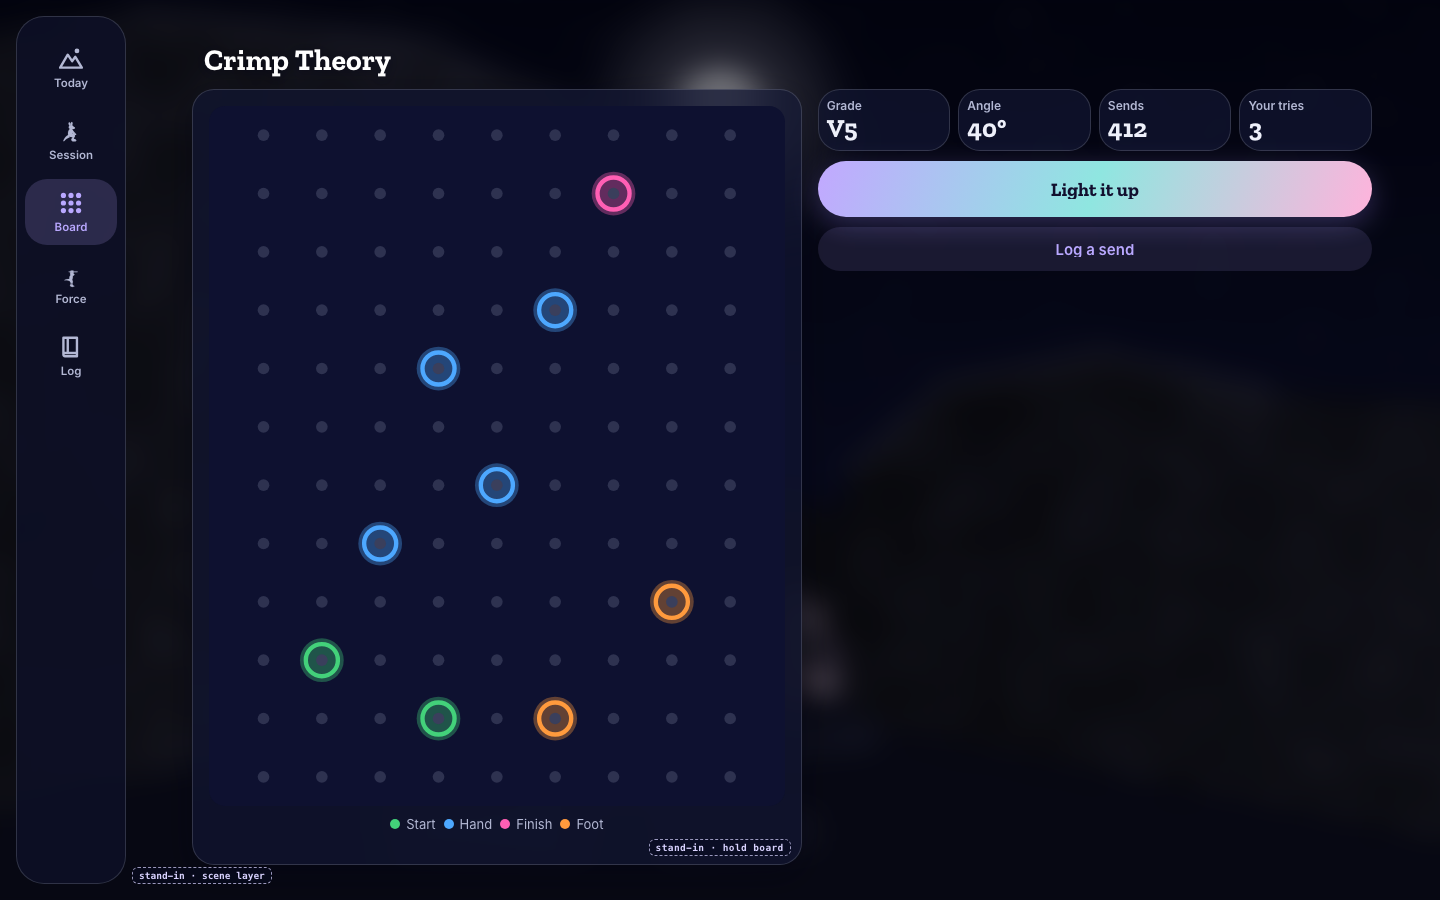 Today
Session
Board
Force
Log
Crimp Theory
Grade
V5
Angle
40°
Sends
412
Your tries
3
Light it up
Log a send
Start
Hand
Finish
Foot
stand-in · hold board
stand-in · scene layer